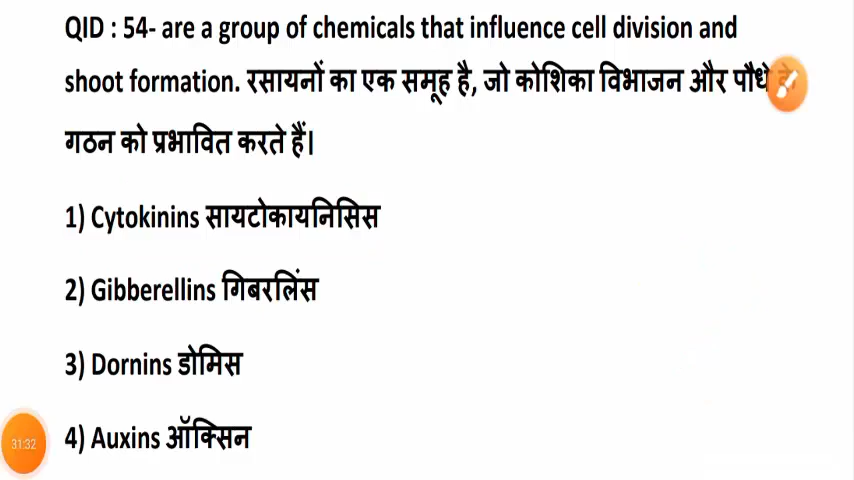 QID : 54- are a group of chemicals that influence cell division and
shoot formation. रसायनों का एक समूह है, जो कोशिका विभाजन और पौधे के
गठन को प्रभावित करते हैं।
1) Cytokinins सायटोकायनिसिस
2) Gibberellins गिबरलिंस
3) Dornins डोमिस
4) Auxins ऑक्सिन
31:32